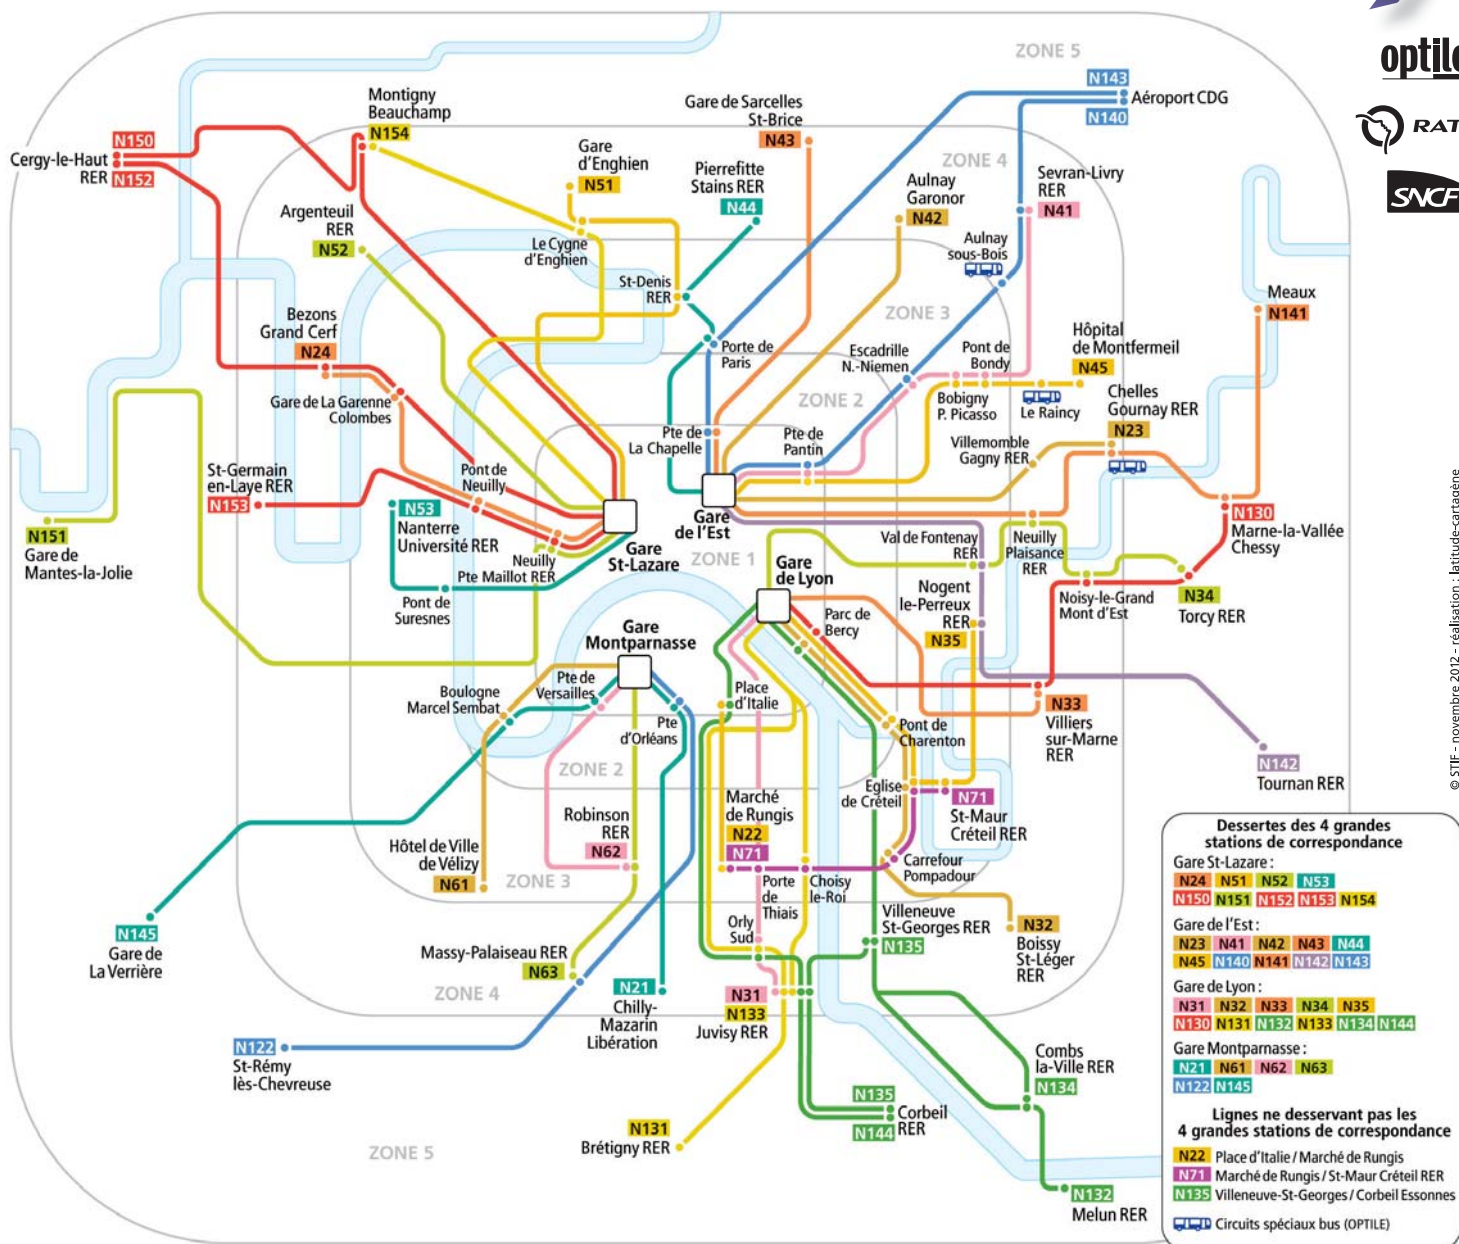 ZONE 5
optile
RAT
SNCF
N143
Aéroport CDG
N140
Montigny
Beauchamp
N154
Gare de Sarcelles
St-Brice
N43
N150
Cergy-le-Haut
RER
N152
Gare
d'Enghien
N51
Pierrefitte
Stains RER
N44
ZONE 4
Aulnay
Garonor
N42
Sevran-Livry
RER
N41
Argenteuil
RER
N52
Le Cygne
d'Enghien
Aulnay
sous-Bois
St-Denis
RER
ZONE 3
Meaux
N141
Bezons
Grand Cerf
N24
Porte de
Paris
Escadrille
N.-Niemen
Pont de
Bondy
Hôpital
de Montfermeil
N45
Gare de La Garenne
Colombes
ZONE 2
Bobigny
P. Picasso
Le Raincy
Chelles
Gournay RER
N23
Pte de
La Chapelle
Pte de
Pantin
Villemomble
Gagny RER
St-Germain
en-Laye RER
N153
Pont de
Neuilly
N53
Nanterre
Université RER
Gare
de l'Est
N130
Marne-la-Vallée
Chessy
N151
Gare de
Mantes-la-Jolie
Neuilly
Pte Maillot RER
Gare
St-Lazare
ZONE 1
Val de Fontenay
RER
Neuilly
Plaisance
RER
Gare
de Lyon
Pont de
Suresnes
Nogent
le-Perreux
RER
N35
Noisy-le-Grand
Mont d'Est
N34
Torcy RER
Parc de
Bercy
Gare
Montparnasse
Boulogne
Marcel Sembat
Pte de
Versailles
Place
d'Italie
Pte
d'Orléans
Pont de
Charenton
N33
Villiers
sur-Marne
RER
N142
Tournan RER
ZONE 2
Eglise
de Créteil
N71
St-Maur
Créteil RER
Marché
de Rungis
N22
N71
Robinson
RER
N62
Hôtel de Ville
de Vélizy
N61
ZONE 3
Porte
de
Thiais
Choisy
le-Roi
Carrefour
Pompadour
Orly
Sud
Villeneuve
St-Georges RER
N135
N32
Boissy
St-Léger
RER
N145
Gare de
La Verrière
Massy-Palaiseau RER
N63
ZONE 4
N21
Chilly-
Mazarin
Libération
N31
N133
Juvisy RER
N122
St-Rémy
lès-Chevreuse
Combs
la-Ville RER
N134
N135
Corbeil
RER
N144
N131
Brétigny RER
ZONE 5
N132
Melun RER
© STIF - novembre 2012 - réalisation : latitude-cartagène
Dessertes des 4 grandes
stations de correspondance
Gare St-Lazare :
N24 N51 N52 N53
N150 N151 N152 N153 N154
Gare de l'Est :
N23 N41 N42 N43 N44
N45 N140 N141 N142 N143
Gare de Lyon :
N31 N32 N33 N34 N35
N130 N131 N132 N133 N134 N144
Gare Montparnasse :
N21 N61 N62 N63
N122 N145
Lignes ne desservant pas les
4 grandes stations de correspondance
N22 Place d'Italie / Marché de Rungis
N71 Marché de Rungis / St-Maur Créteil RER
N135 Villeneuve-St-Georges / Corbeil Essonnes
Circuits spéciaux bus (OPTILE)